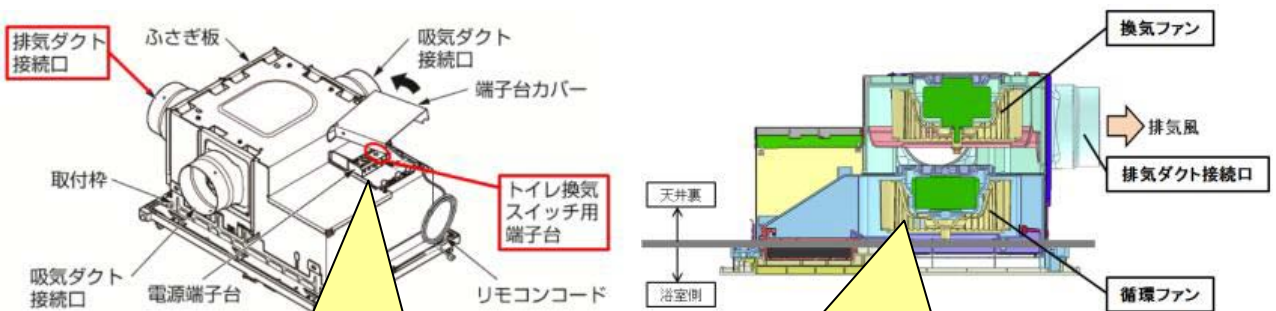 排気ダクト
接続口
ふさぎ板
吸気ダクト
接続口
端子台カバー
取付枠
トイレ換気
スイッチ用
端子台
吸気ダクト
接続口
電源端子台
リモコンコード
換気ファン
排気風
排気ダクト接続口
天井裏
浴室側
循環ファン